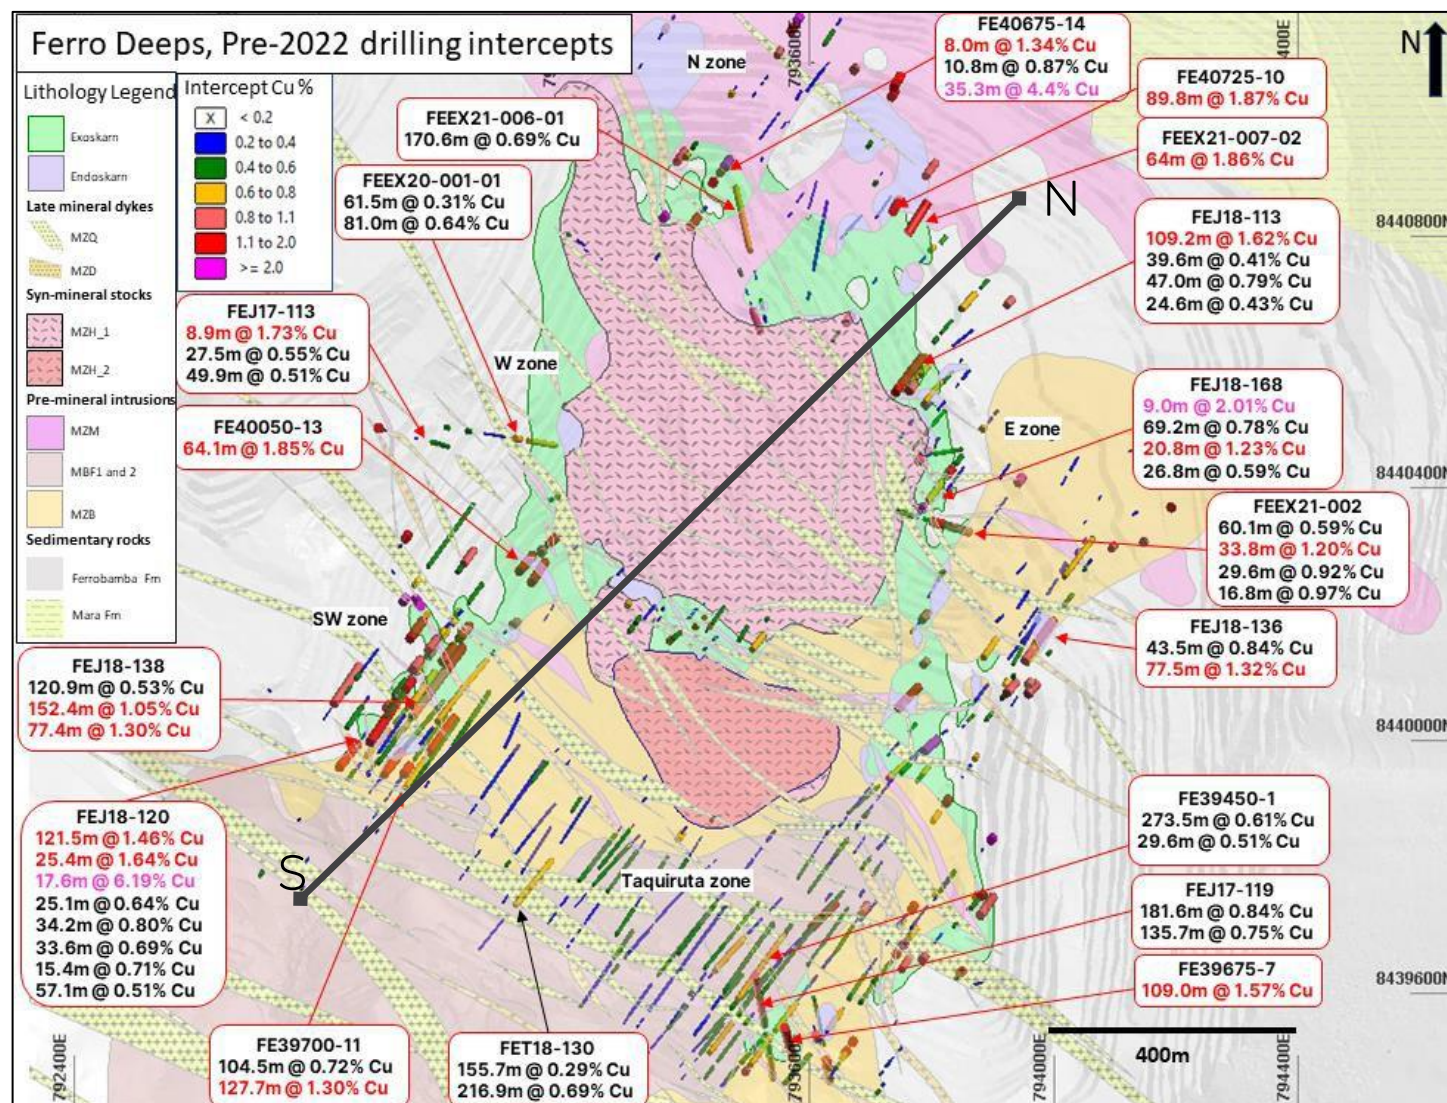 Ferro Deeps, Pre-2022 drilling intercepts
Lithology Legend
Exoskarn
Endoskarn
Late mineral dykes
MZQ
MZD
Syn-mineral stocks
MZH_1
MZH_2
Pre-mineral intrusions
MZM
MBF1 and 2
MZB
Sedimentary rocks
Ferrobamba Fm
Mara Fm
Intercept Cu %
X < 0.2
0.2 to 0.4
0.4 to 0.6
0.6 to 0.8
0.8 to 1.1
1.1 to 2.0
>= 2.0
N zone
793600E
400E
N
FE40675-14
8.0m @ 1.34% Cu
10.8m @ 0.87% Cu
35.3m @ 4.4% Cu
FE40725-10
89.8m @ 1.87% Cu
FEEX21-007-02
64m @ 1.86% Cu
FEEX21-006-01
170.6m @ 0.69% Cu
FEEX20-001-01
61.5m @ 0.31% Cu
81.0m @ 0.64% Cu
N
FEJ18-113
109.2m @ 1.62% Cu
39.6m @ 0.41% Cu
47.0m @ 0.79% Cu
24.6m @ 0.43% Cu
8440800N
FEJ17-113
8.9m @ 1.73% Cu
27.5m @ 0.55% Cu
49.9m @ 0.51% Cu
W zone
FE40050-13
64.1m @ 1.85% Cu
E zone
FEJ18-168
9.0m @ 2.01% Cu
69.2m @ 0.78% Cu
20.8m @ 1.23% Cu
26.8m @ 0.59% Cu
8440400N
FEEX21-002
60.1m @ 0.59% Cu
33.8m @ 1.20% Cu
29.6m @ 0.92% Cu
16.8m @ 0.97% Cu
SW zone
FEJ18-136
43.5m @ 0.84% Cu
77.5m @ 1.32% Cu
FEJ18-138
120.9m @ 0.53% Cu
152.4m @ 1.05% Cu
77.4m @ 1.30% Cu
8440000N
FEJ18-120
121.5m @ 1.46% Cu
25.4m @ 1.64% Cu
17.6m @ 6.19% Cu
25.1m @ 0.64% Cu
34.2m @ 0.80% Cu
33.6m @ 0.69% Cu
15.4m @ 0.71% Cu
57.1m @ 0.51% Cu
S
Taquiruta zone
FE39450-1
273.5m @ 0.61% Cu
29.6m @ 0.51% Cu
FEJ17-119
181.6m @ 0.84% Cu
135.7m @ 0.75% Cu
FE39675-7
109.0m @ 1.57% Cu
8439600N
FE39700-11
104.5m @ 0.72% Cu
127.7m @ 1.30% Cu
FET18-130
155.7m @ 0.29% Cu
216.9m @ 0.69% Cu
792400E
793600E
794000E
794400E
400m